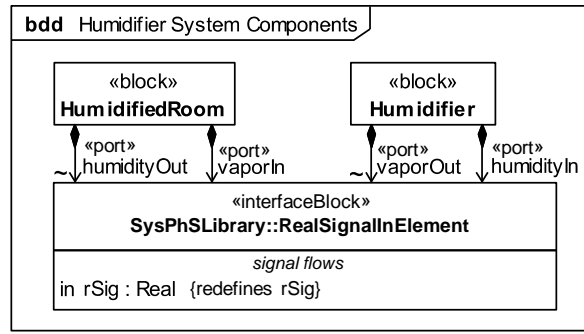 bdd Humidifier System Components
«block» «block»
HumidifiedRoom Humidifier
«port» «port» «port» «port»
~ humidityOut vaporIn ~ vaporOut humidityIn
«interfaceBlock»
SysPhSLibrary::RealSignalInElement
signal flows
in rSig : Real {redefines rSig}